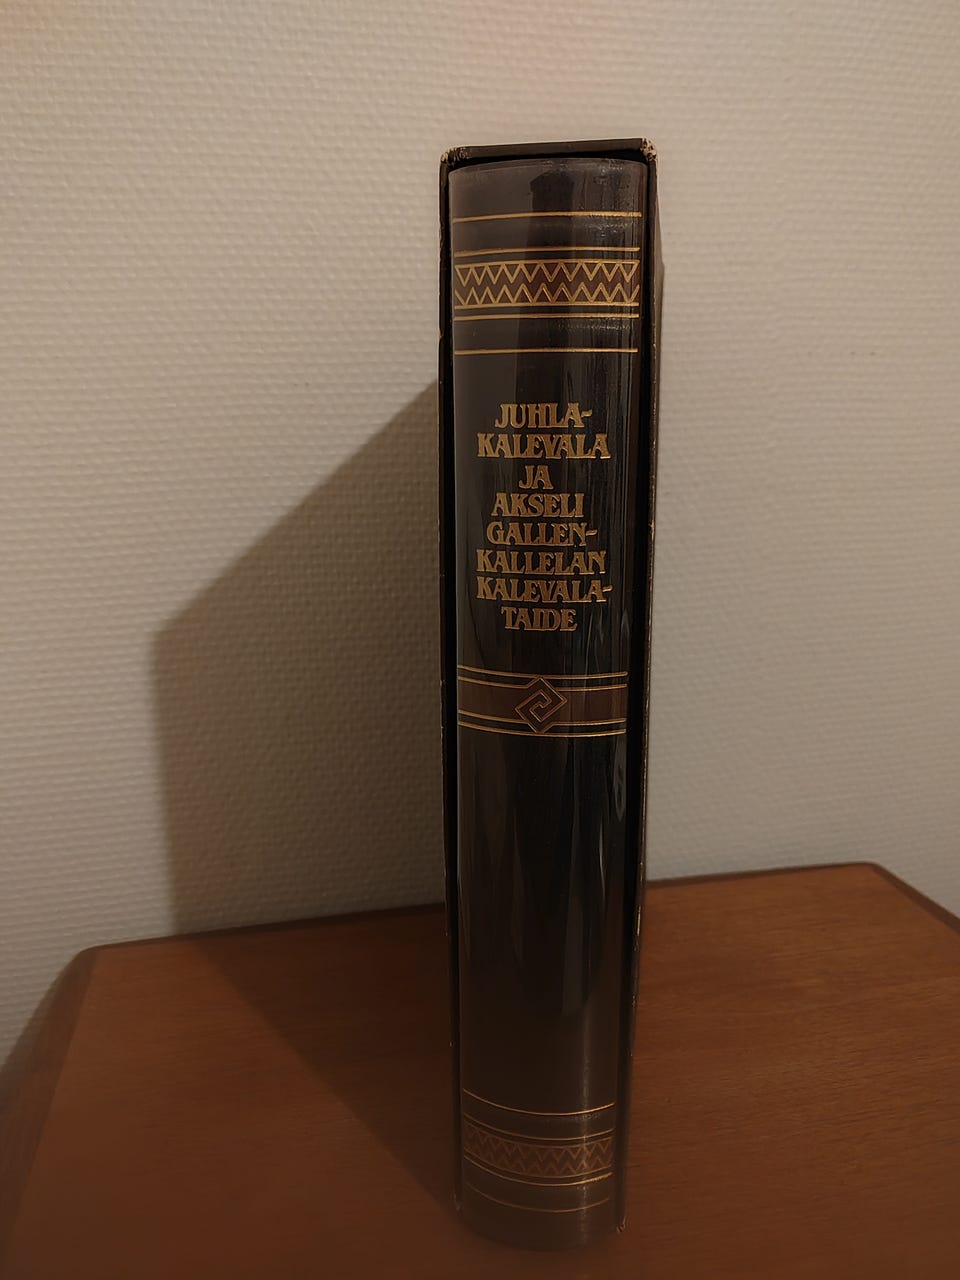 JUHLA-
KALEVALA
JA
AKSELI
GALLEN-
KALLELAN
KALEVALA-
TAIDE